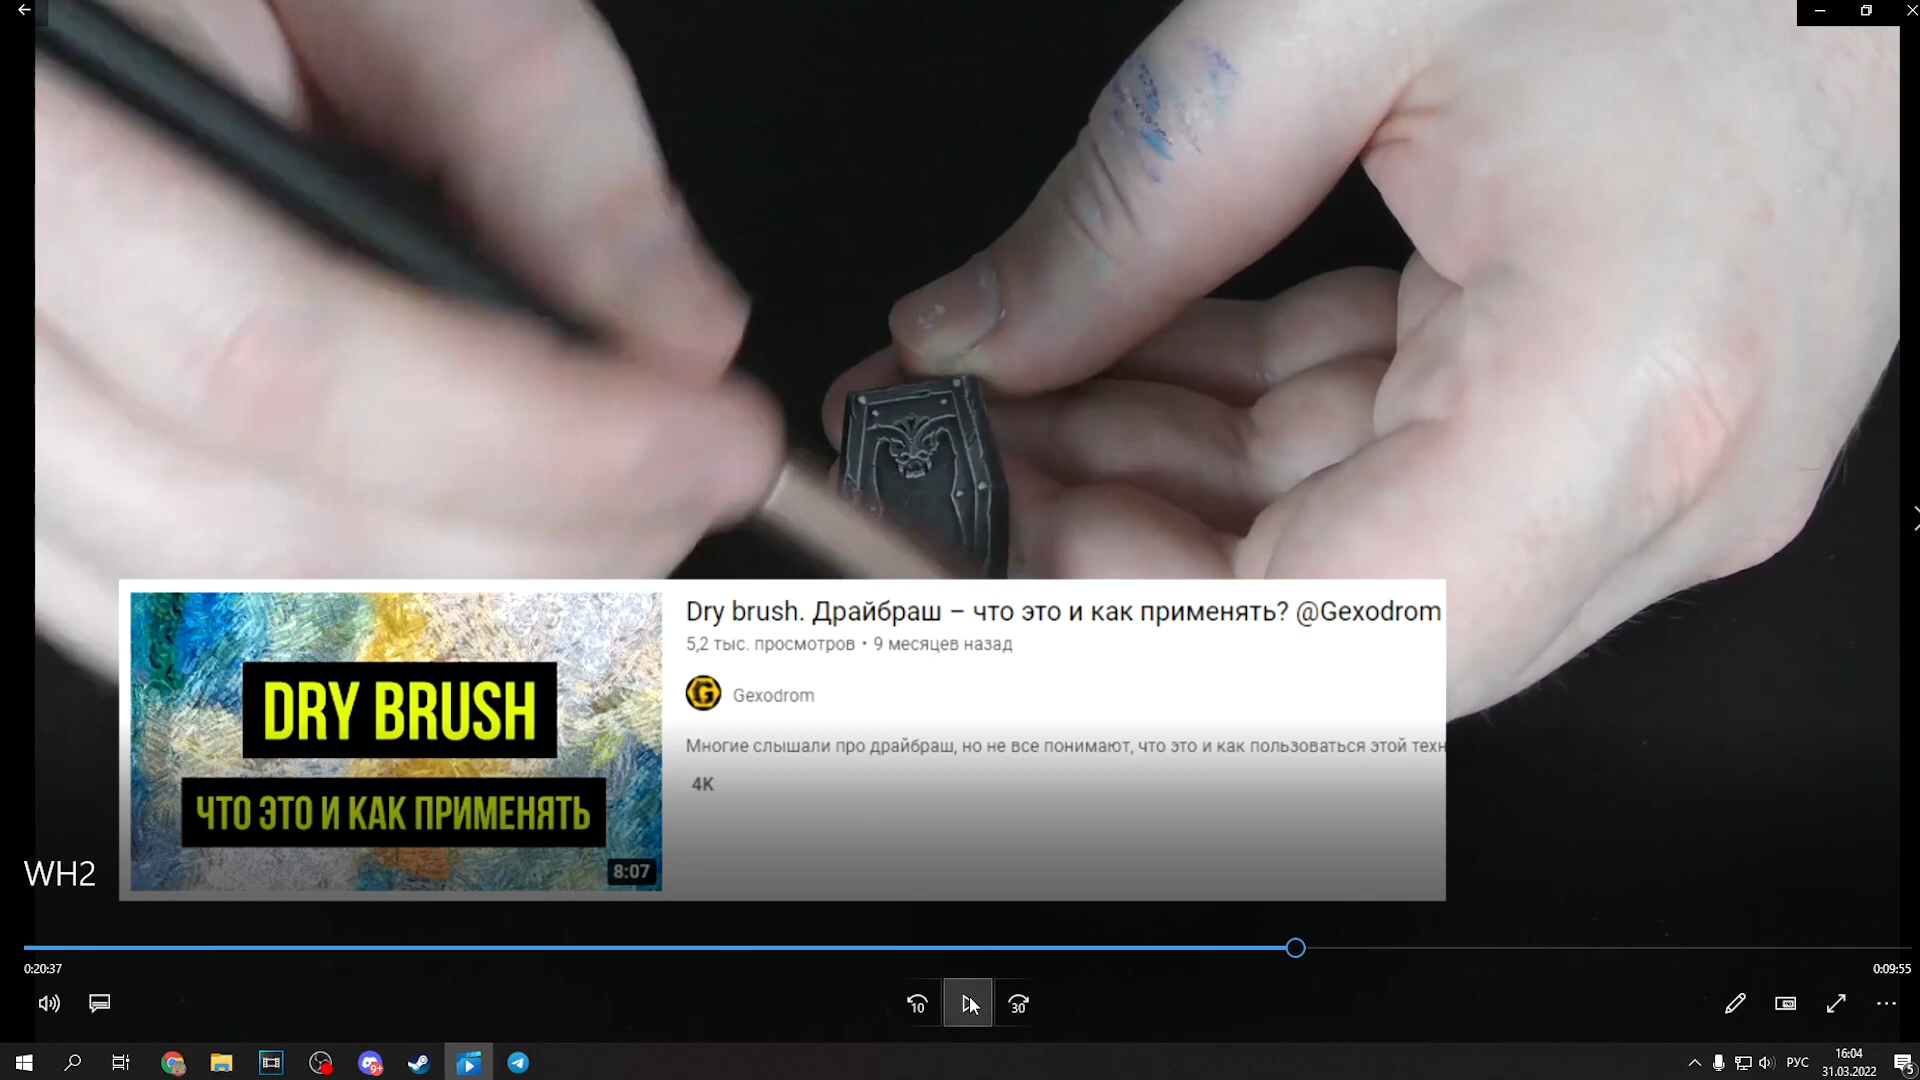 Dry brush. Драйбраш – что это и как применять? @Gexodrom
5,2 тыс. просмотров • 9 месяцев назад
G Gexodrom
Многие слышали про драйбраш, но не все понимают, что это и как пользоваться этой техн
4K
DRY BRUSH
ЧТО ЭТО И КАК ПРИМЕНЯТЬ
8:07
WH2
0:20:37
0:09:55
10
30
9+
РУС
16:04
31.03.2022
5